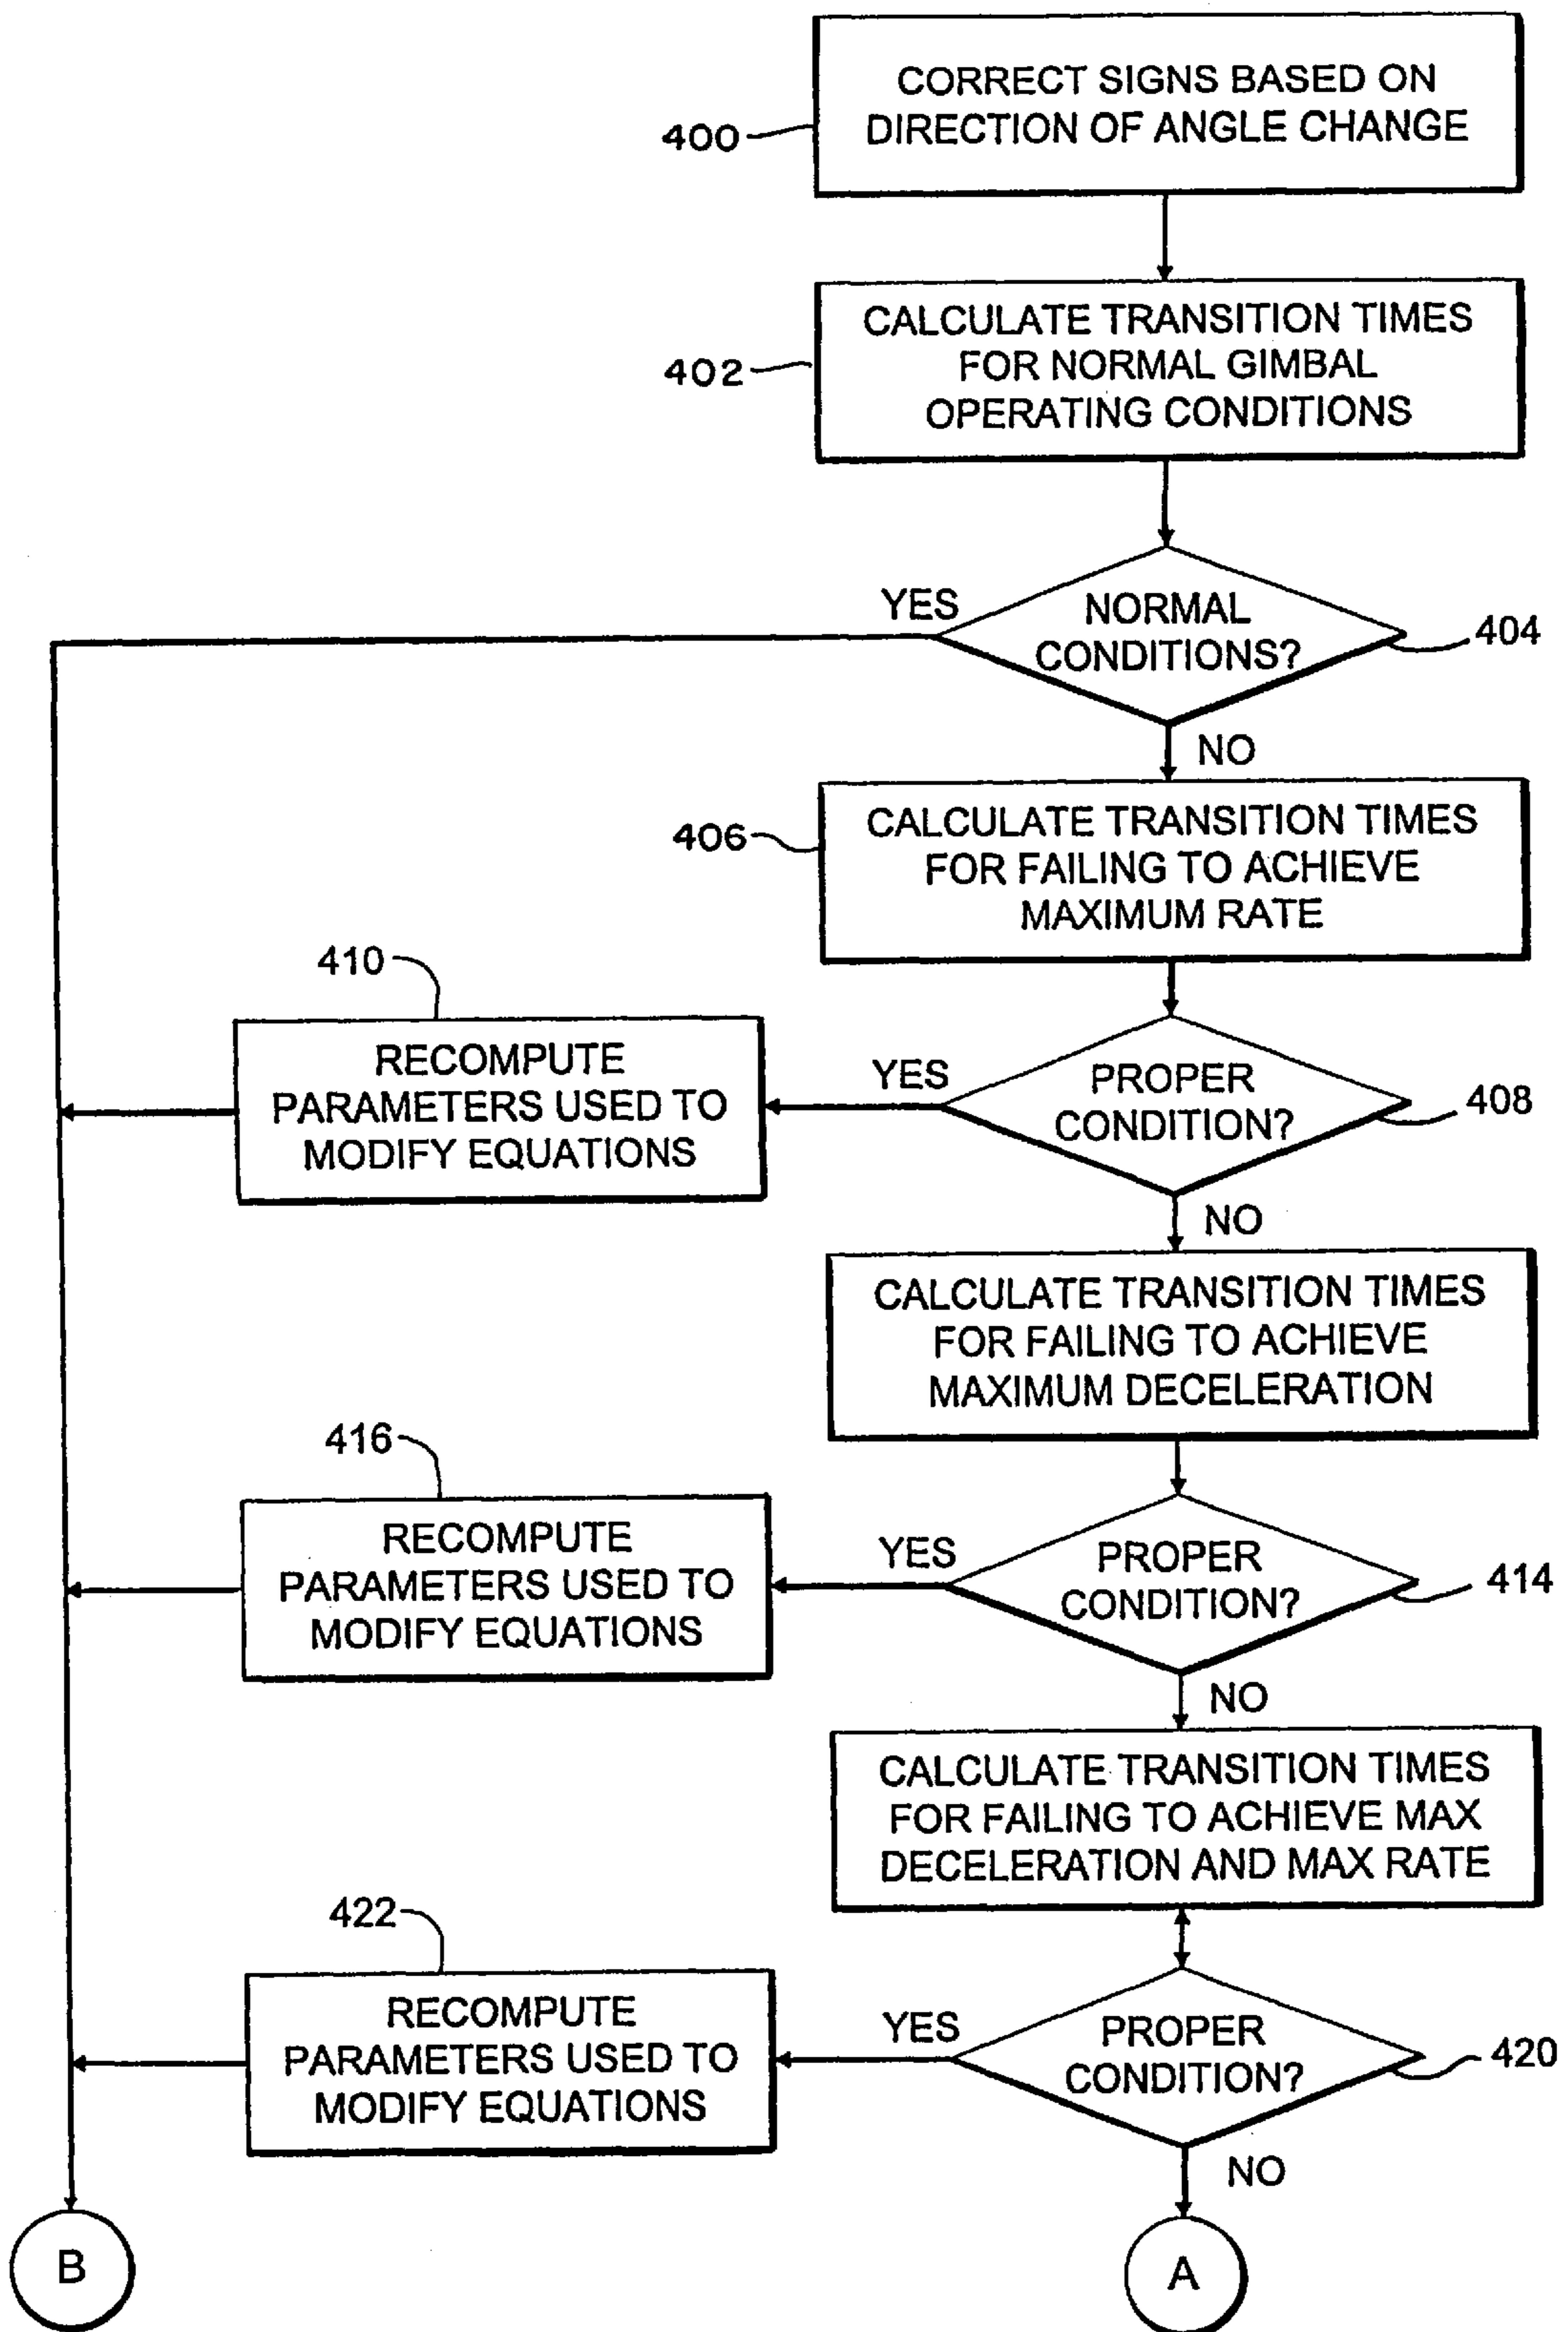 CORRECT SIGNS BASED ON
DIRECTION OF ANGLE CHANGE
400
CALCULATE TRANSITION TIMES
FOR NORMAL GIMBAL
OPERATING CONDITIONS
402
YES
NORMAL
CONDITIONS?
404
NO
CALCULATE TRANSITION TIMES
FOR FAILING TO ACHIEVE
MAXIMUM RATE
406
410
RECOMPUTE
PARAMETERS USED TO
MODIFY EQUATIONS
YES
PROPER
CONDITION?
408
NO
CALCULATE TRANSITION TIMES
FOR FAILING TO ACHIEVE
MAXIMUM DECELERATION
416
RECOMPUTE
PARAMETERS USED TO
MODIFY EQUATIONS
YES
PROPER
CONDITION?
414
NO
CALCULATE TRANSITION TIMES
FOR FAILING TO ACHIEVE MAX
DECELERATION AND MAX RATE
422
RECOMPUTE
PARAMETERS USED TO
MODIFY EQUATIONS
YES
PROPER
CONDITION?
420
NO
B
A